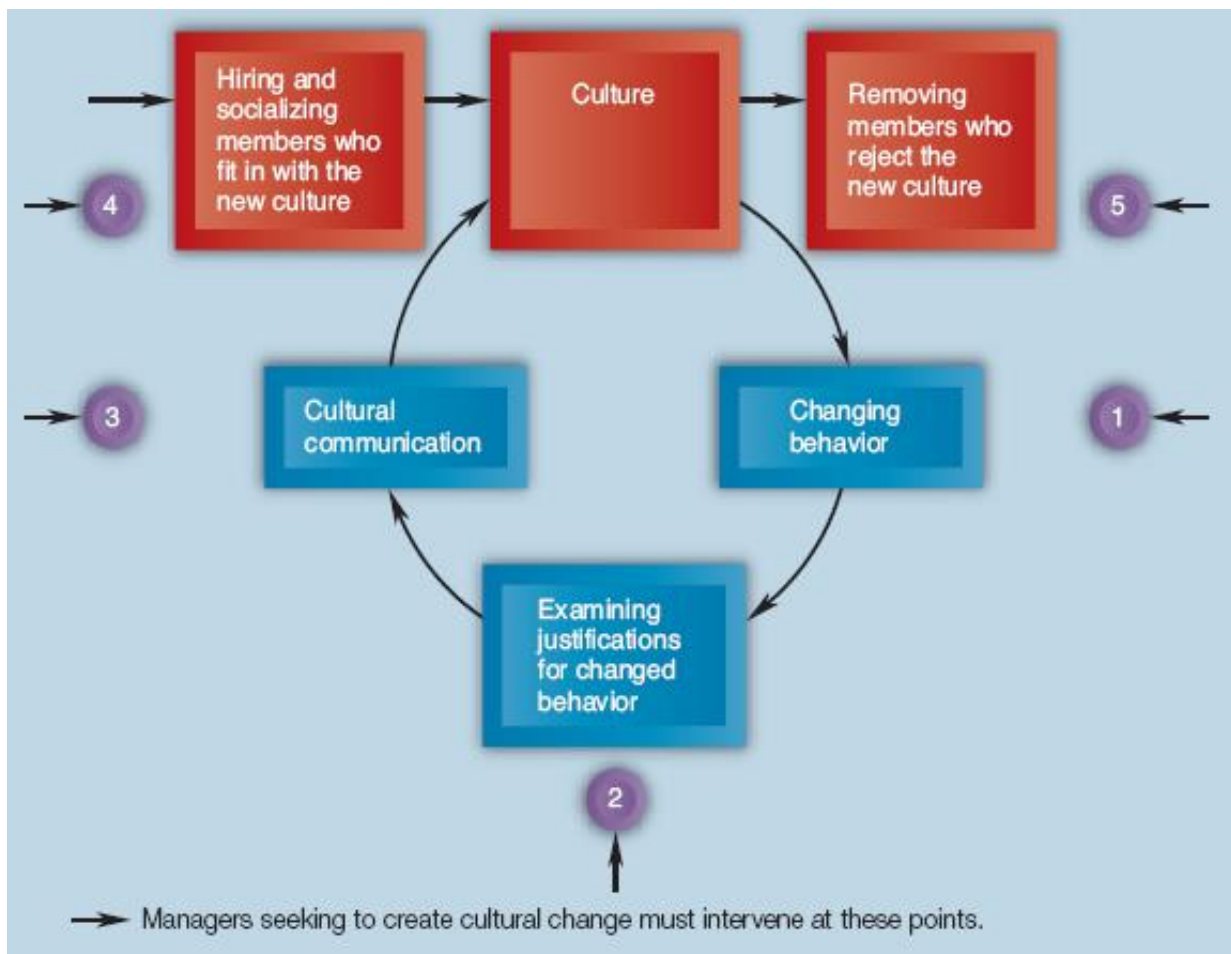 Hiring and
socializing
members who
fit in with the
new culture
Culture
Removing
members who
reject the
new culture
4
5
3
Cultural
communication
Changing
behavior
1
Examining
justifications
for changed
behavior
2
Managers seeking to create cultural change must intervene at these points.